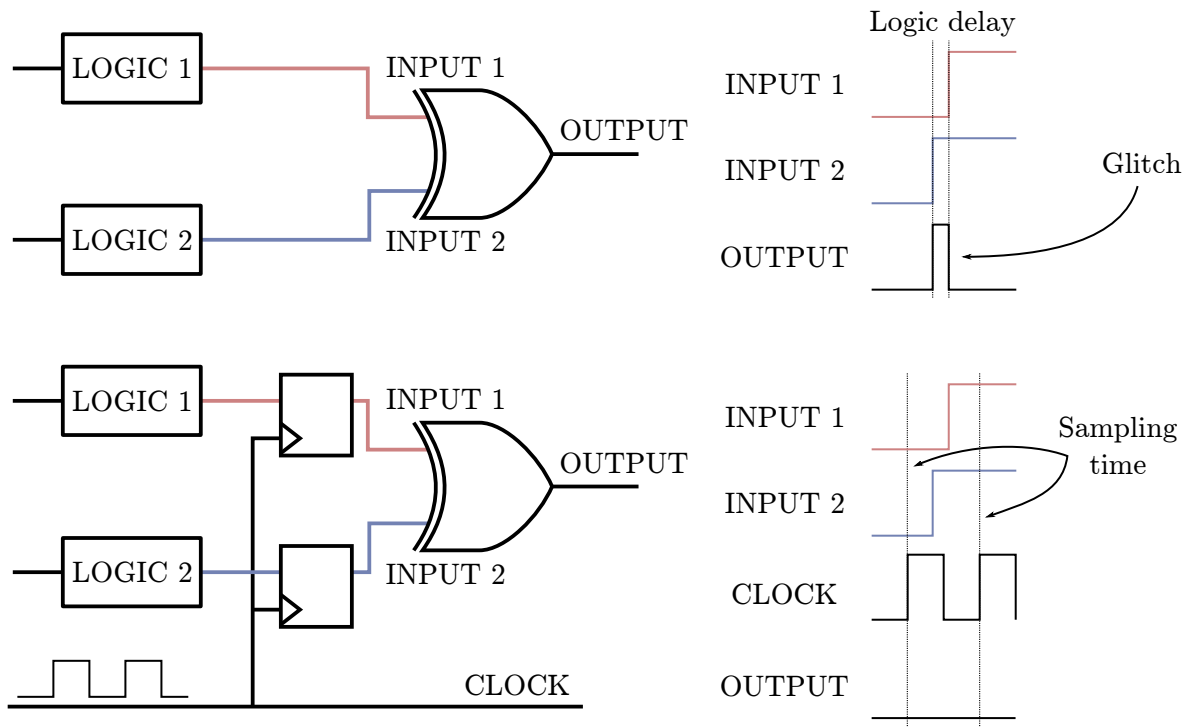 LOGIC 1
INPUT 1
OUTPUT
LOGIC 2
INPUT 2
Logic delay
INPUT 1
INPUT 2
OUTPUT
Glitch
LOGIC 1
INPUT 1
OUTPUT
LOGIC 2
INPUT 2
CLOCK
INPUT 1
INPUT 2
CLOCK
OUTPUT
Sampling
time